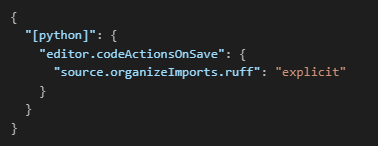 {
  "[python]": {
    "editor.codeActionsOnSave": {
      "source.organizeImports.ruff": "explicit"
    }
  }
}